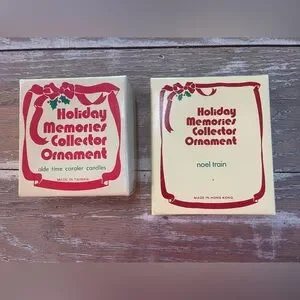 Holiday
Memories
Collector
Ornament
olde time caroler candles
MADE IN TAIWAN
Holiday
Memories
Collector
Ornament
noel train
MADE IN HONG KONG